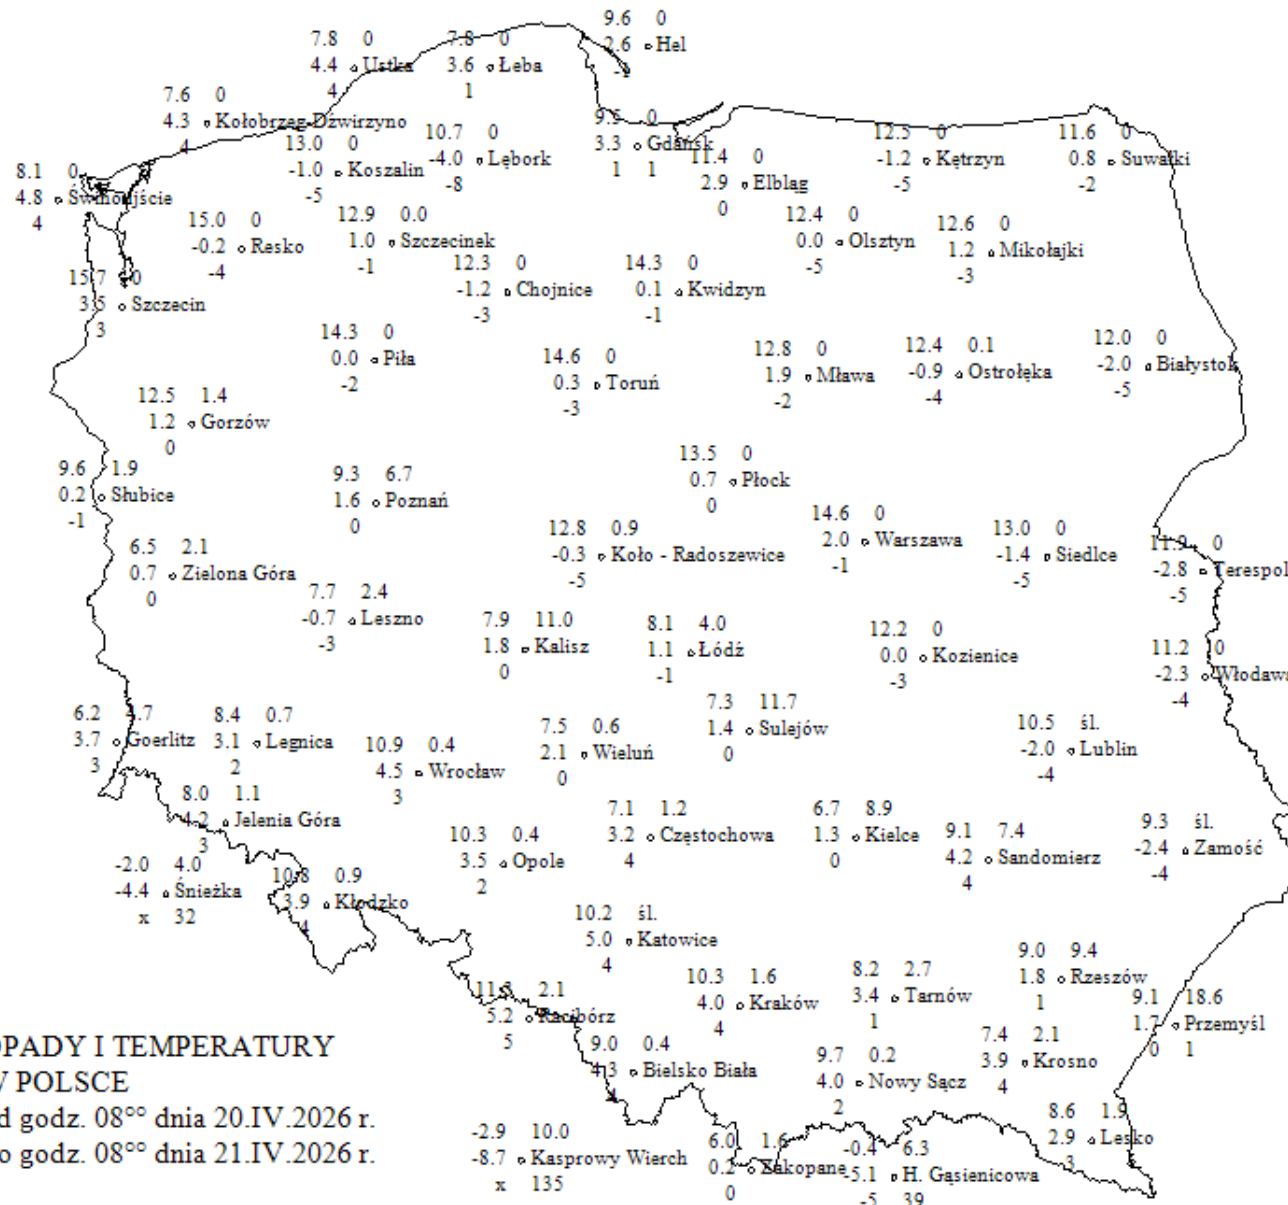 9.6 0
2.6 Hel
7.8 0
4.4 Ustka
4
7.8 0
3.6 Łeba
1
7.6 0
4.3 Kołobrzeg-Dźwirzyno
4
13.0 0
-1.0 Koszalin
-5
10.7 0
-4.0 Lębork
-8
9.5 0
3.3 Gdańsk
1 1
11.4 0
2.9 Elbląg
0
12.5 0
-1.2 Kętrzyn
-5
11.6 0
0.8 Suwałki
-2
8.1 0
4.8 Świnoujście
4
15.0 0
-0.2 Resko
-4
12.9 0.0
1.0 Szczecinek
-1
12.3 0
-1.2 Chojnice
-3
14.3 0
0.1 Kwidzyn
-1
12.4 0
0.0 Olsztyn
-5
12.6 0
1.2 Mikołajki
-3
15.7 0
3.5 Szczecin
3
14.3 0
0.0 Piła
-2
14.6 0
0.3 Toruń
-3
12.8 0
1.9 Mława
-2
12.4 0.1
-0.9 Ostrołęka
-4
12.0 0
-2.0 Białystok
-5
12.5 1.4
1.2 Gorzów
0
9.6 1.9
0.2 Słubice
-1
9.3 6.7
1.6 Poznań
0
13.5 0
0.7 Płock
0
12.8 0.9
-0.3 Koło - Radoszewice
-5
14.6 0
2.0 Warszawa
-1
13.0 0
-1.4 Siedlce
-5
11.9 0
-2.8 Terespol
-5
6.5 2.1
0.7 Zielona Góra
0
7.7 2.4
-0.7 Leszno
-3
7.9 11.0
1.8 Kalisz
0
8.1 4.0
1.1 Łódź
-1
12.2 0
0.0 Kozienice
-3
11.2 0
-2.3 Włodawa
-4
6.2 4.7
3.7 Goerlitz
3
8.4 0.7
3.1 Legnica
2
10.9 0.4
4.5 Wrocław
3
7.5 0.6
2.1 Wieluń
0
7.3 11.7
1.4 Sulejów
0
10.5 śl.
-2.0 Lublin
-4
8.0 1.1
4.2 Jelenia Góra
3
10.3 0.4
3.5 Opole
2
7.1 1.2
3.2 Częstochowa
4
6.7 8.9
1.3 Kielce
0
9.1 7.4
4.2 Sandomierz
4
9.3 śl.
-2.4 Zamość
-4
-2.0 4.0
-4.4 Śnieżka
x 32
10.8 0.9
3.9 Kłodzko
4
10.2 śl.
5.0 Katowice
4
10.3 1.6
4.0 Kraków
4
8.2 2.7
3.4 Tarnów
1
9.0 9.4
1.8 Rzeszów
1
9.1 18.6
1.7 Przemyśl
0 1
2.1
5.2 Racibórz
5
9.0 0.4
4.3 Bielsko Biała
4
9.7 0.2
4.0 Nowy Sącz
2
7.4 2.1
3.9 Krosno
4
8.6 1.9
2.9 Lesko
3
-2.9 10.0
-8.7 Kasprowy Wierch
x 135
6.0 1.6
0.2 Zakopane
0
-0.4 6.3
-5.1 H. Gąsienicowa
-5 39
OPADY I TEMPERATURY
W POLSCE
d godz. 08°° dnia 20.IV.2026 r.
o godz. 08°° dnia 21.IV.2026 r.